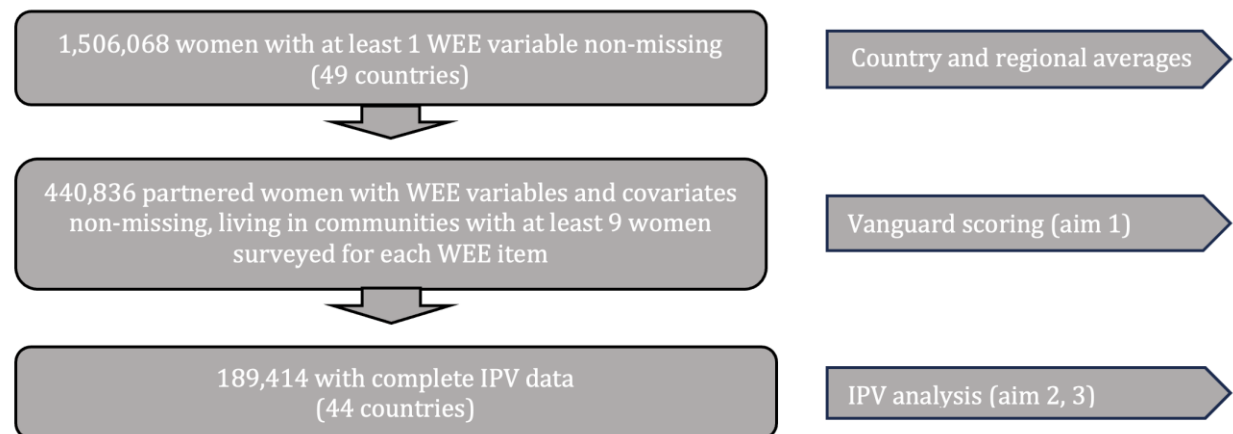 1,506,068 women with at least 1 WEE variable non-missing
(49 countries)
Country and regional averages
440,836 partnered women with WEE variables and covariates
non-missing, living in communities with at least 9 women
surveyed for each WEE item
Vanguard scoring (aim 1)
189,414 with complete IPV data
(44 countries)
IPV analysis (aim 2, 3)